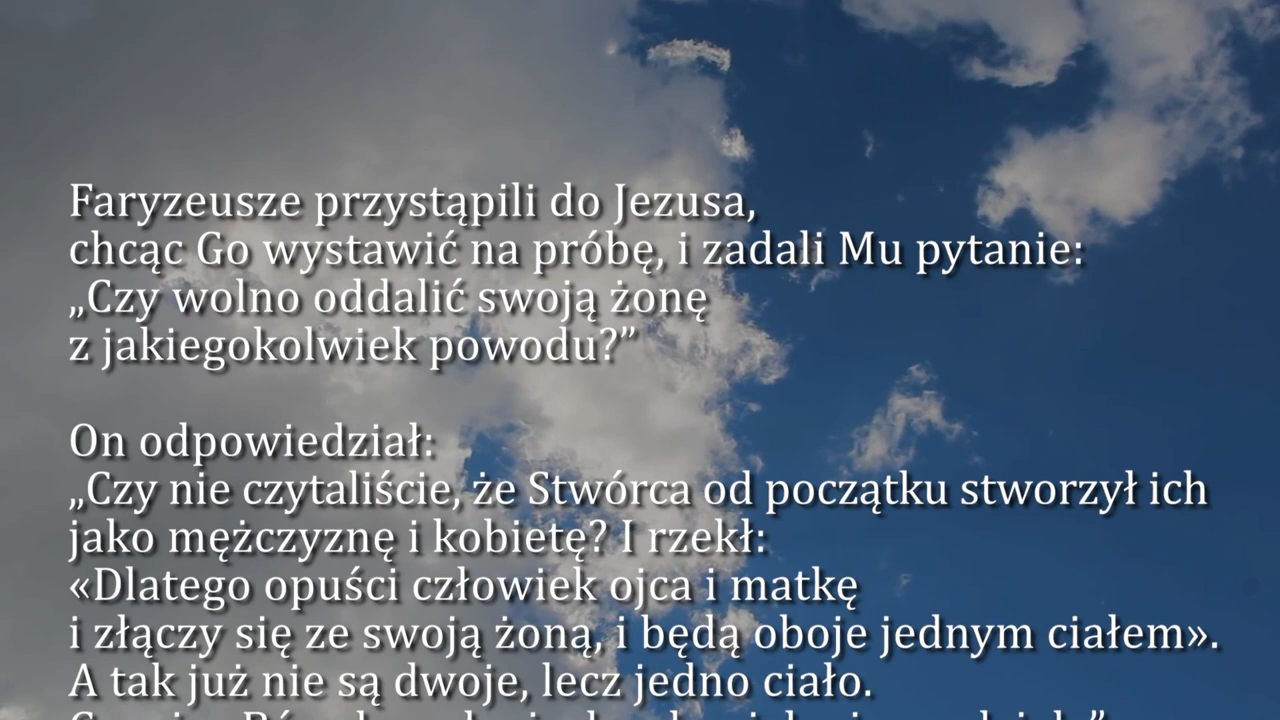 Faryzeusze przystąpili do Jezusa,
chcąc Go wystawić na próbę, i zadali Mu pytanie:
„Czy wolno oddalić swoją żonę
z jakiegokolwiek powodu?”
On odpowiedział:
„Czy nie czytaliście, że Stwórca od początku stworzył ich
jako mężczyznę i kobietę? I rzekł:
«Dlatego opuści człowiek ojca i matkę
i złączy się ze swoją żoną, i będą oboje jednym ciałem».
A tak już nie są dwoje, lecz jedno ciało.